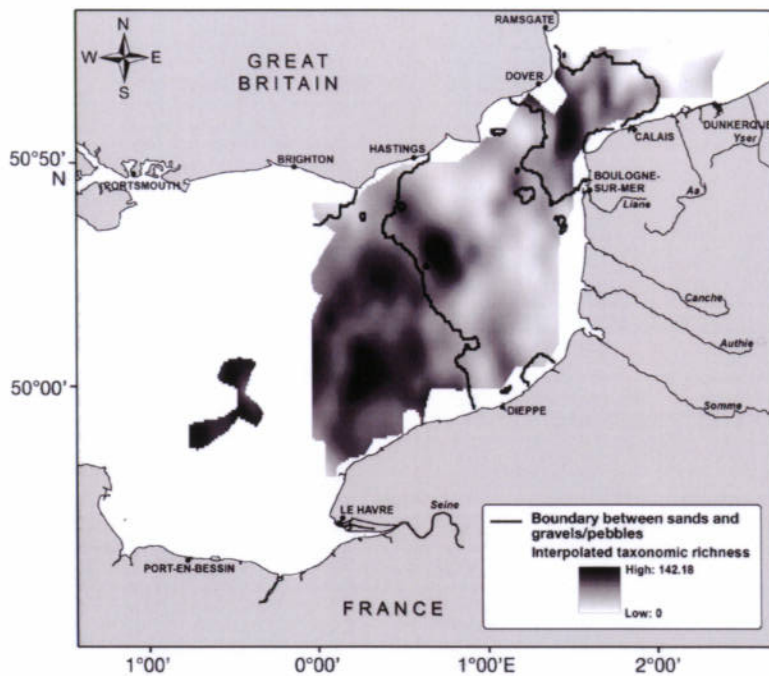 RAMSGATE
N
W E
S
GREAT
BRITAIN
DOVER
DUNKERQUE
CALAIS
Yser
50°50'
N
HASTINGS
BRIGHTON
PORTSMOUTH
BOULOGNE-
SUR-MER
Aa
Liane
Canche
Authie
50°00'
Somme
DIEPPE
LE HAVRE
Seine
PORT-EN-BESSIN
FRANCE
Boundary between sands and
gravels/pebbles
Interpolated taxonomic richness
High: 142.18
Low: 0
1°00' 0°00' 1°00'E 2°00'